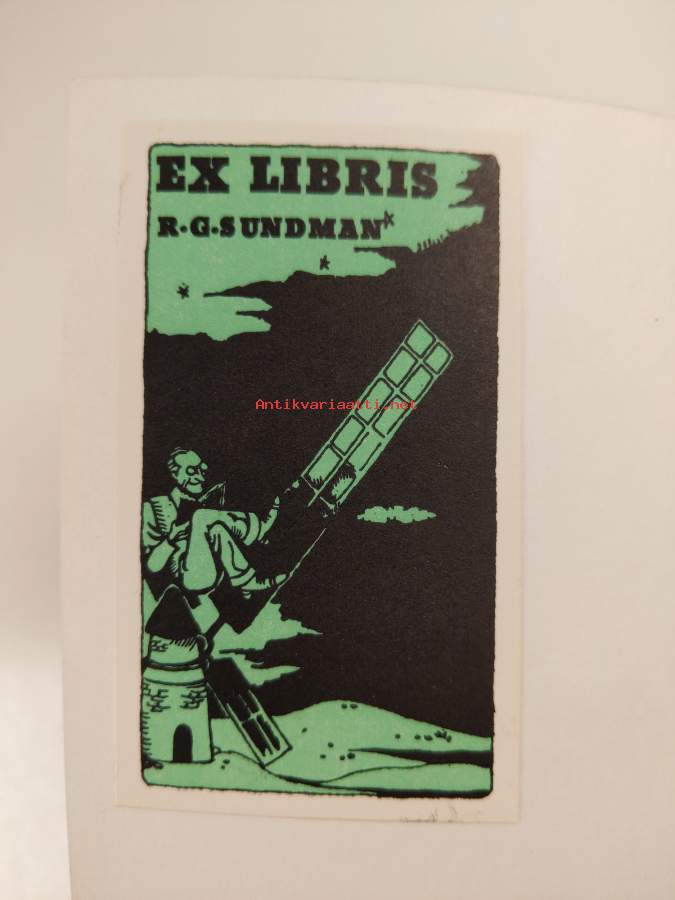 EX LIBRIS
R·G·SUNDMAN
Antikvariaatti.net